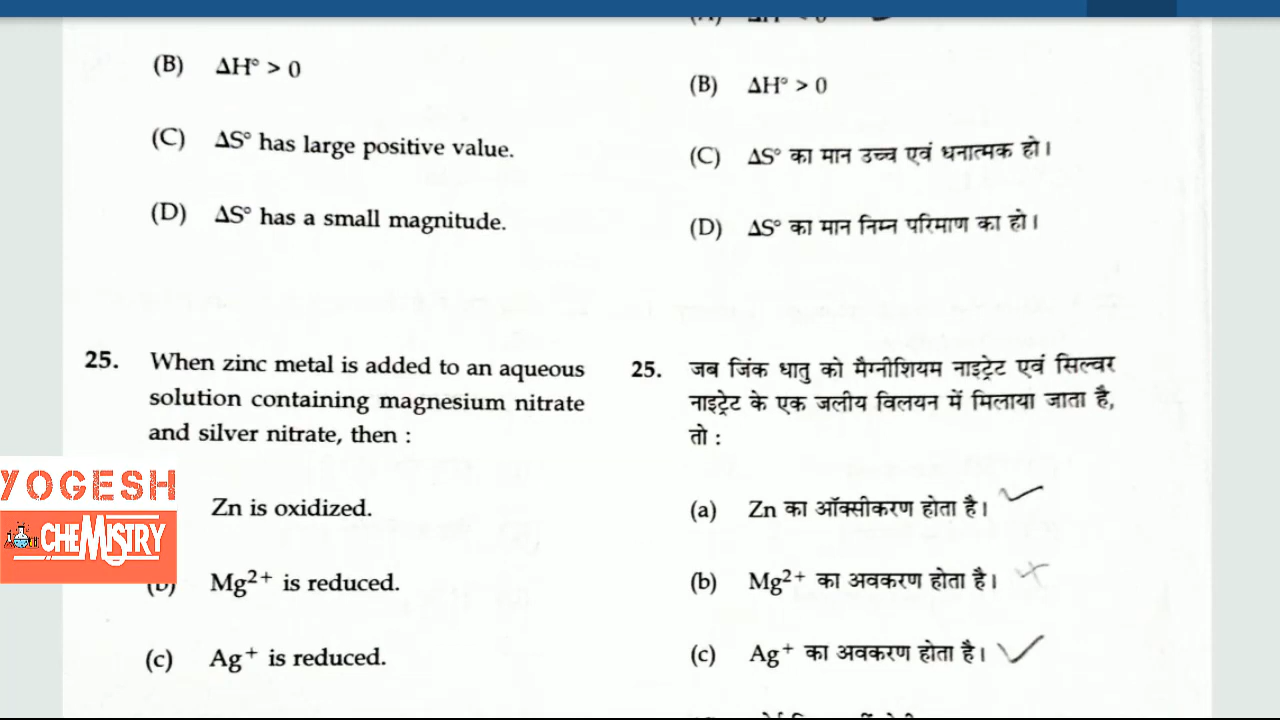 (B) ΔH° > 0
(C) ΔS° has large positive value.
(D) ΔS° has a small magnitude.
25. When zinc metal is added to an aqueous
solution containing magnesium nitrate
and silver nitrate, then :
Zn is oxidized.
(b) Mg²⁺ is reduced.
(c) Ag⁺ is reduced.
(B) ΔH° > 0
(C) ΔS° का मान उच्च एवं धनात्मक हो।
(D) ΔS° का मान निम्न परिमाण का हो।
25. जब जिंक धातु को मैग्नीशियम नाइट्रेट एवं सिल्वर
नाइट्रेट के एक जलीय विलयन में मिलाया जाता है,
तो :
(a) Zn का ऑक्सीकरण होता है।
(b) Mg²⁺ का अवकरण होता है।
(c) Ag⁺ का अवकरण होता है।
YOGESH
CHEMISTRY